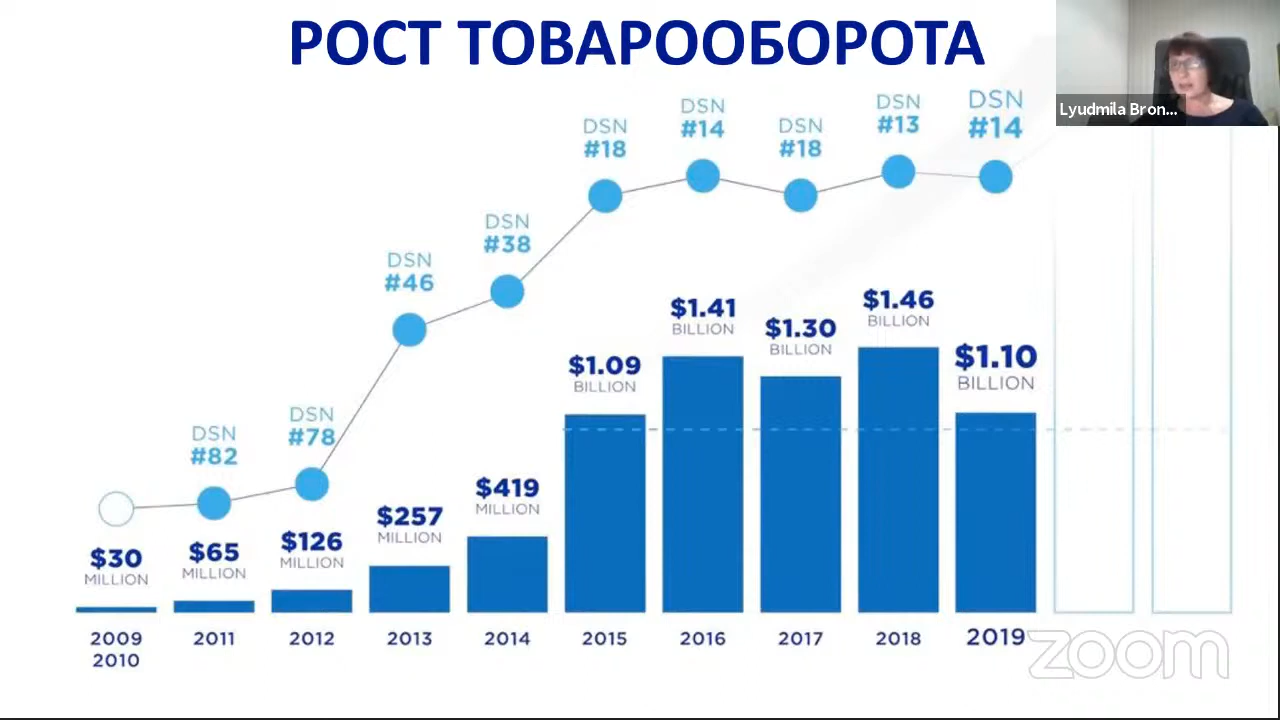 РОСТ ТОВАРООБОРОТА
Lyudmila Bron...
DSN
#82
DSN
#78
DSN
#46
DSN
#38
DSN
#18
DSN
#14
DSN
#18
DSN
#13
DSN
#14
$30
MILLION
$65
MILLION
$126
MILLION
$257
MILLION
$419
MILLION
$1.09
BILLION
$1.41
BILLION
$1.30
BILLION
$1.46
BILLION
$1.10
BILLION
2009
2010
2011
2012
2013
2014
2015
2016
2017
2018
2019
zoom